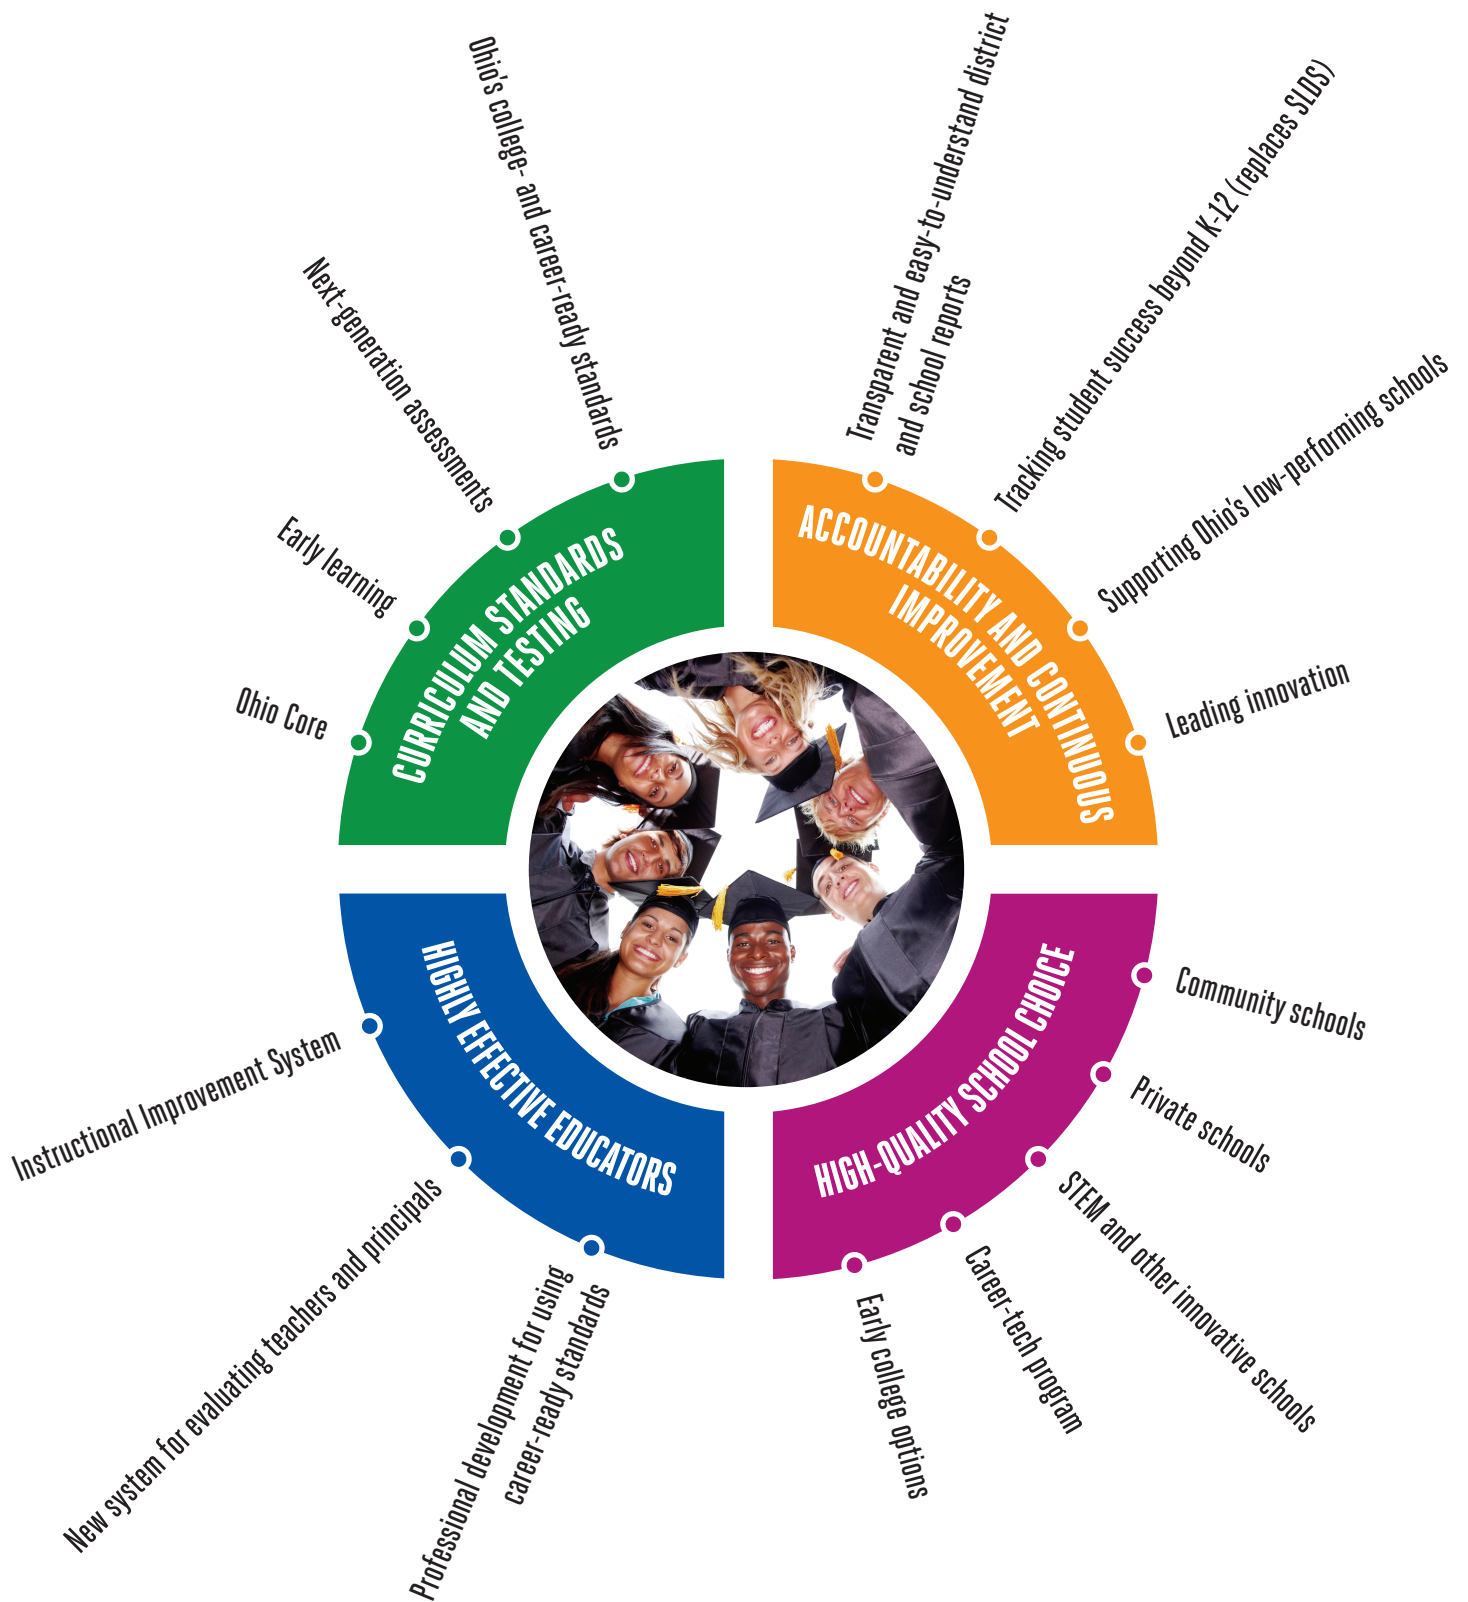 Ohio's college- and career-ready standards
Next-generation assessments
Early learning
Ohio Core
CURRICULUM STANDARDS
AND TESTING
Transparent and easy-to-understand district
and school reports
Tracking student success beyond K-12 (replaces SLDS)
Supporting Ohio's low-performing schools
Leading innovation
ACCOUNTABILITY AND CONTINUOUS
IMPROVEMENT
HIGHLY EFFECTIVE EDUCATORS
Instructional Improvement System
New system for evaluating teachers and principals
Professional development for using
career-ready standards
HIGH-QUALITY SCHOOL CHOICE
Community schools
Private schools
STEM and other innovative schools
Career-tech program
Early college options